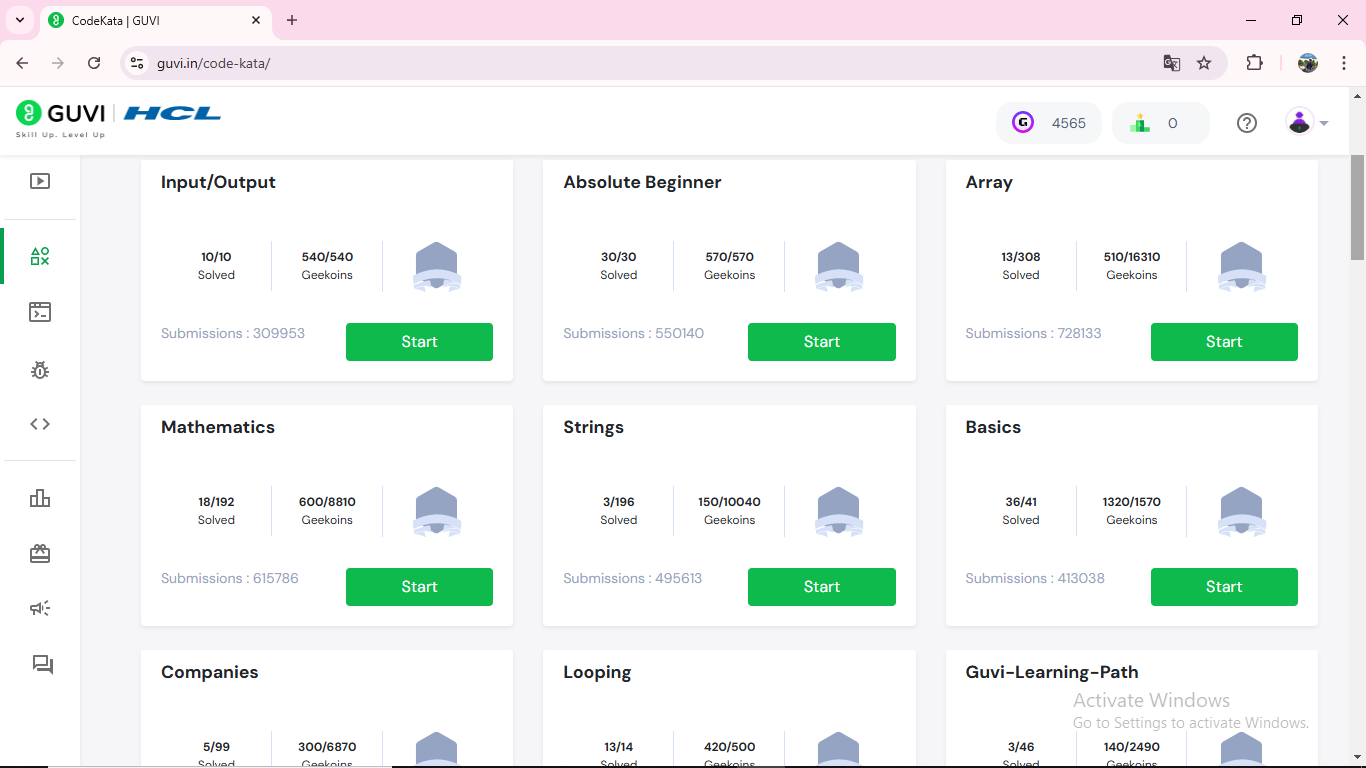 CodeKata | GUVI
guvi.in/code-kata/
GUVI HCL
Skill Up. Level Up
G 4565
0
Input/Output
10/10
Solved
540/540
Geekoins
Submissions : 309953
Start
Absolute Beginner
30/30
Solved
570/570
Geekoins
Submissions : 550140
Start
Array
13/308
Solved
510/16310
Geekoins
Submissions : 728133
Start
Mathematics
18/192
Solved
600/8810
Geekoins
Submissions : 615786
Start
Strings
3/196
Solved
150/10040
Geekoins
Submissions : 495613
Start
Basics
36/41
Solved
1320/1570
Geekoins
Submissions : 413038
Start
Companies
5/99
Solved
300/6870
Geekoins
Looping
13/14
Solved
420/500
Geekoins
Guvi-Learning-Path
3/46
Solved
140/2490
Geekoins
Activate Windows
Go to Settings to activate Windows.